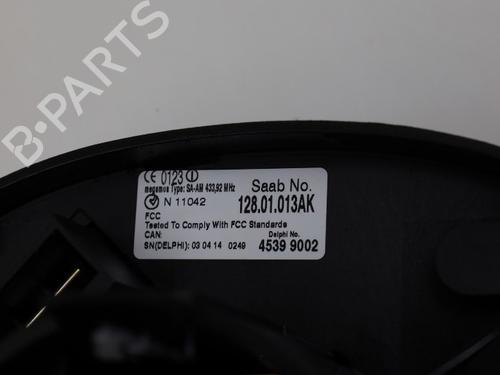 B-PARTS
CE 0123 Saab No.
megamos Type: SA-AM 433,92 MHz
N 11042 128.01.013AK
FCC
Tested To Comply With FCC Standards
CAN: Delphi No.
SN(DELPHI): 03 04 14 0249 4539 9002